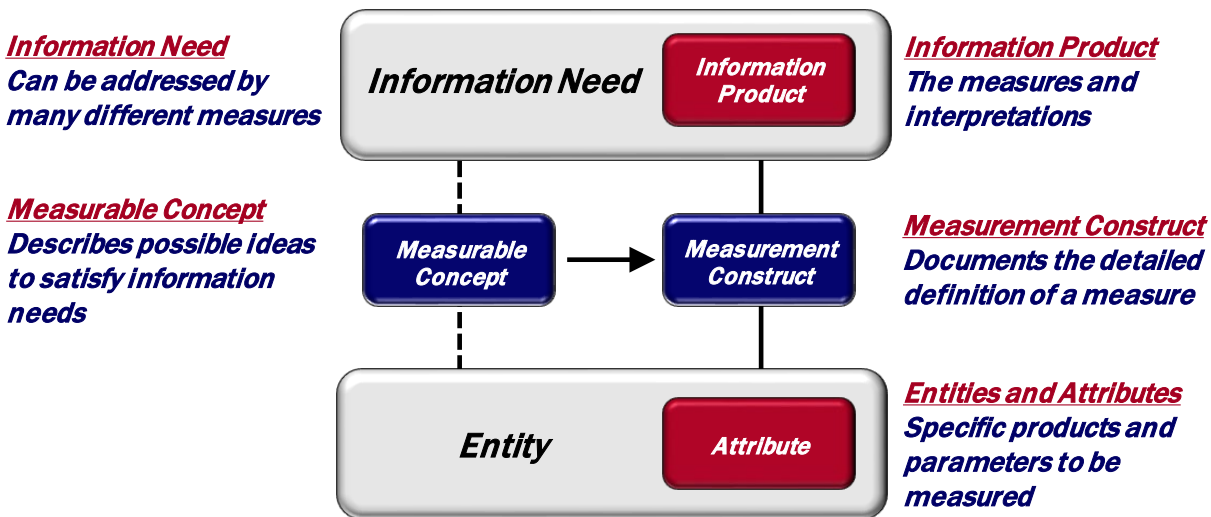 Information Need
Can be addressed by
many different measures
Measurable Concept
Describes possible ideas
to satisfy information
needs
Information Need
Information
Product
Measurable
Concept
Measurement
Construct
Entity
Attribute
Information Product
The measures and
interpretations
Measurement Construct
Documents the detailed
definition of a measure
Entities and Attributes
Specific products and
parameters to be
measured